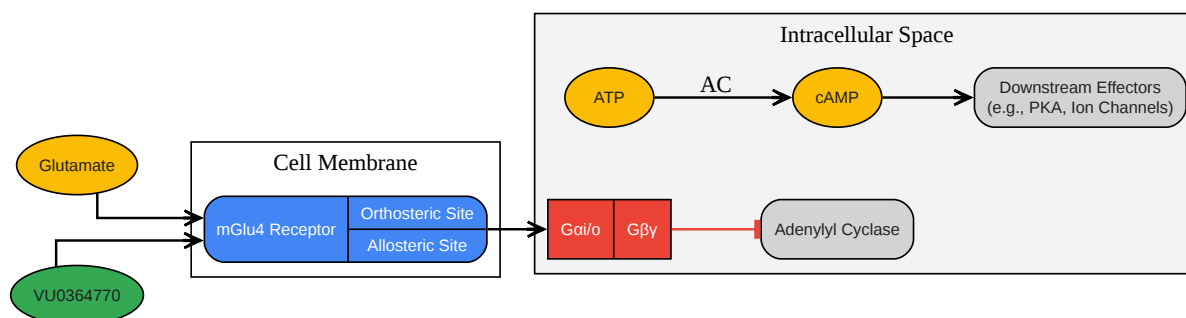 Intracellular Space
ATP
AC
cAMP
Downstream Effectors
(e.g., PKA, Ion Channels)
Glutamate
Cell Membrane
mGlu4 Receptor
Orthosteric Site
Allosteric Site
Gαi/o
Gβγ
Adenylyl Cyclase
VU0364770